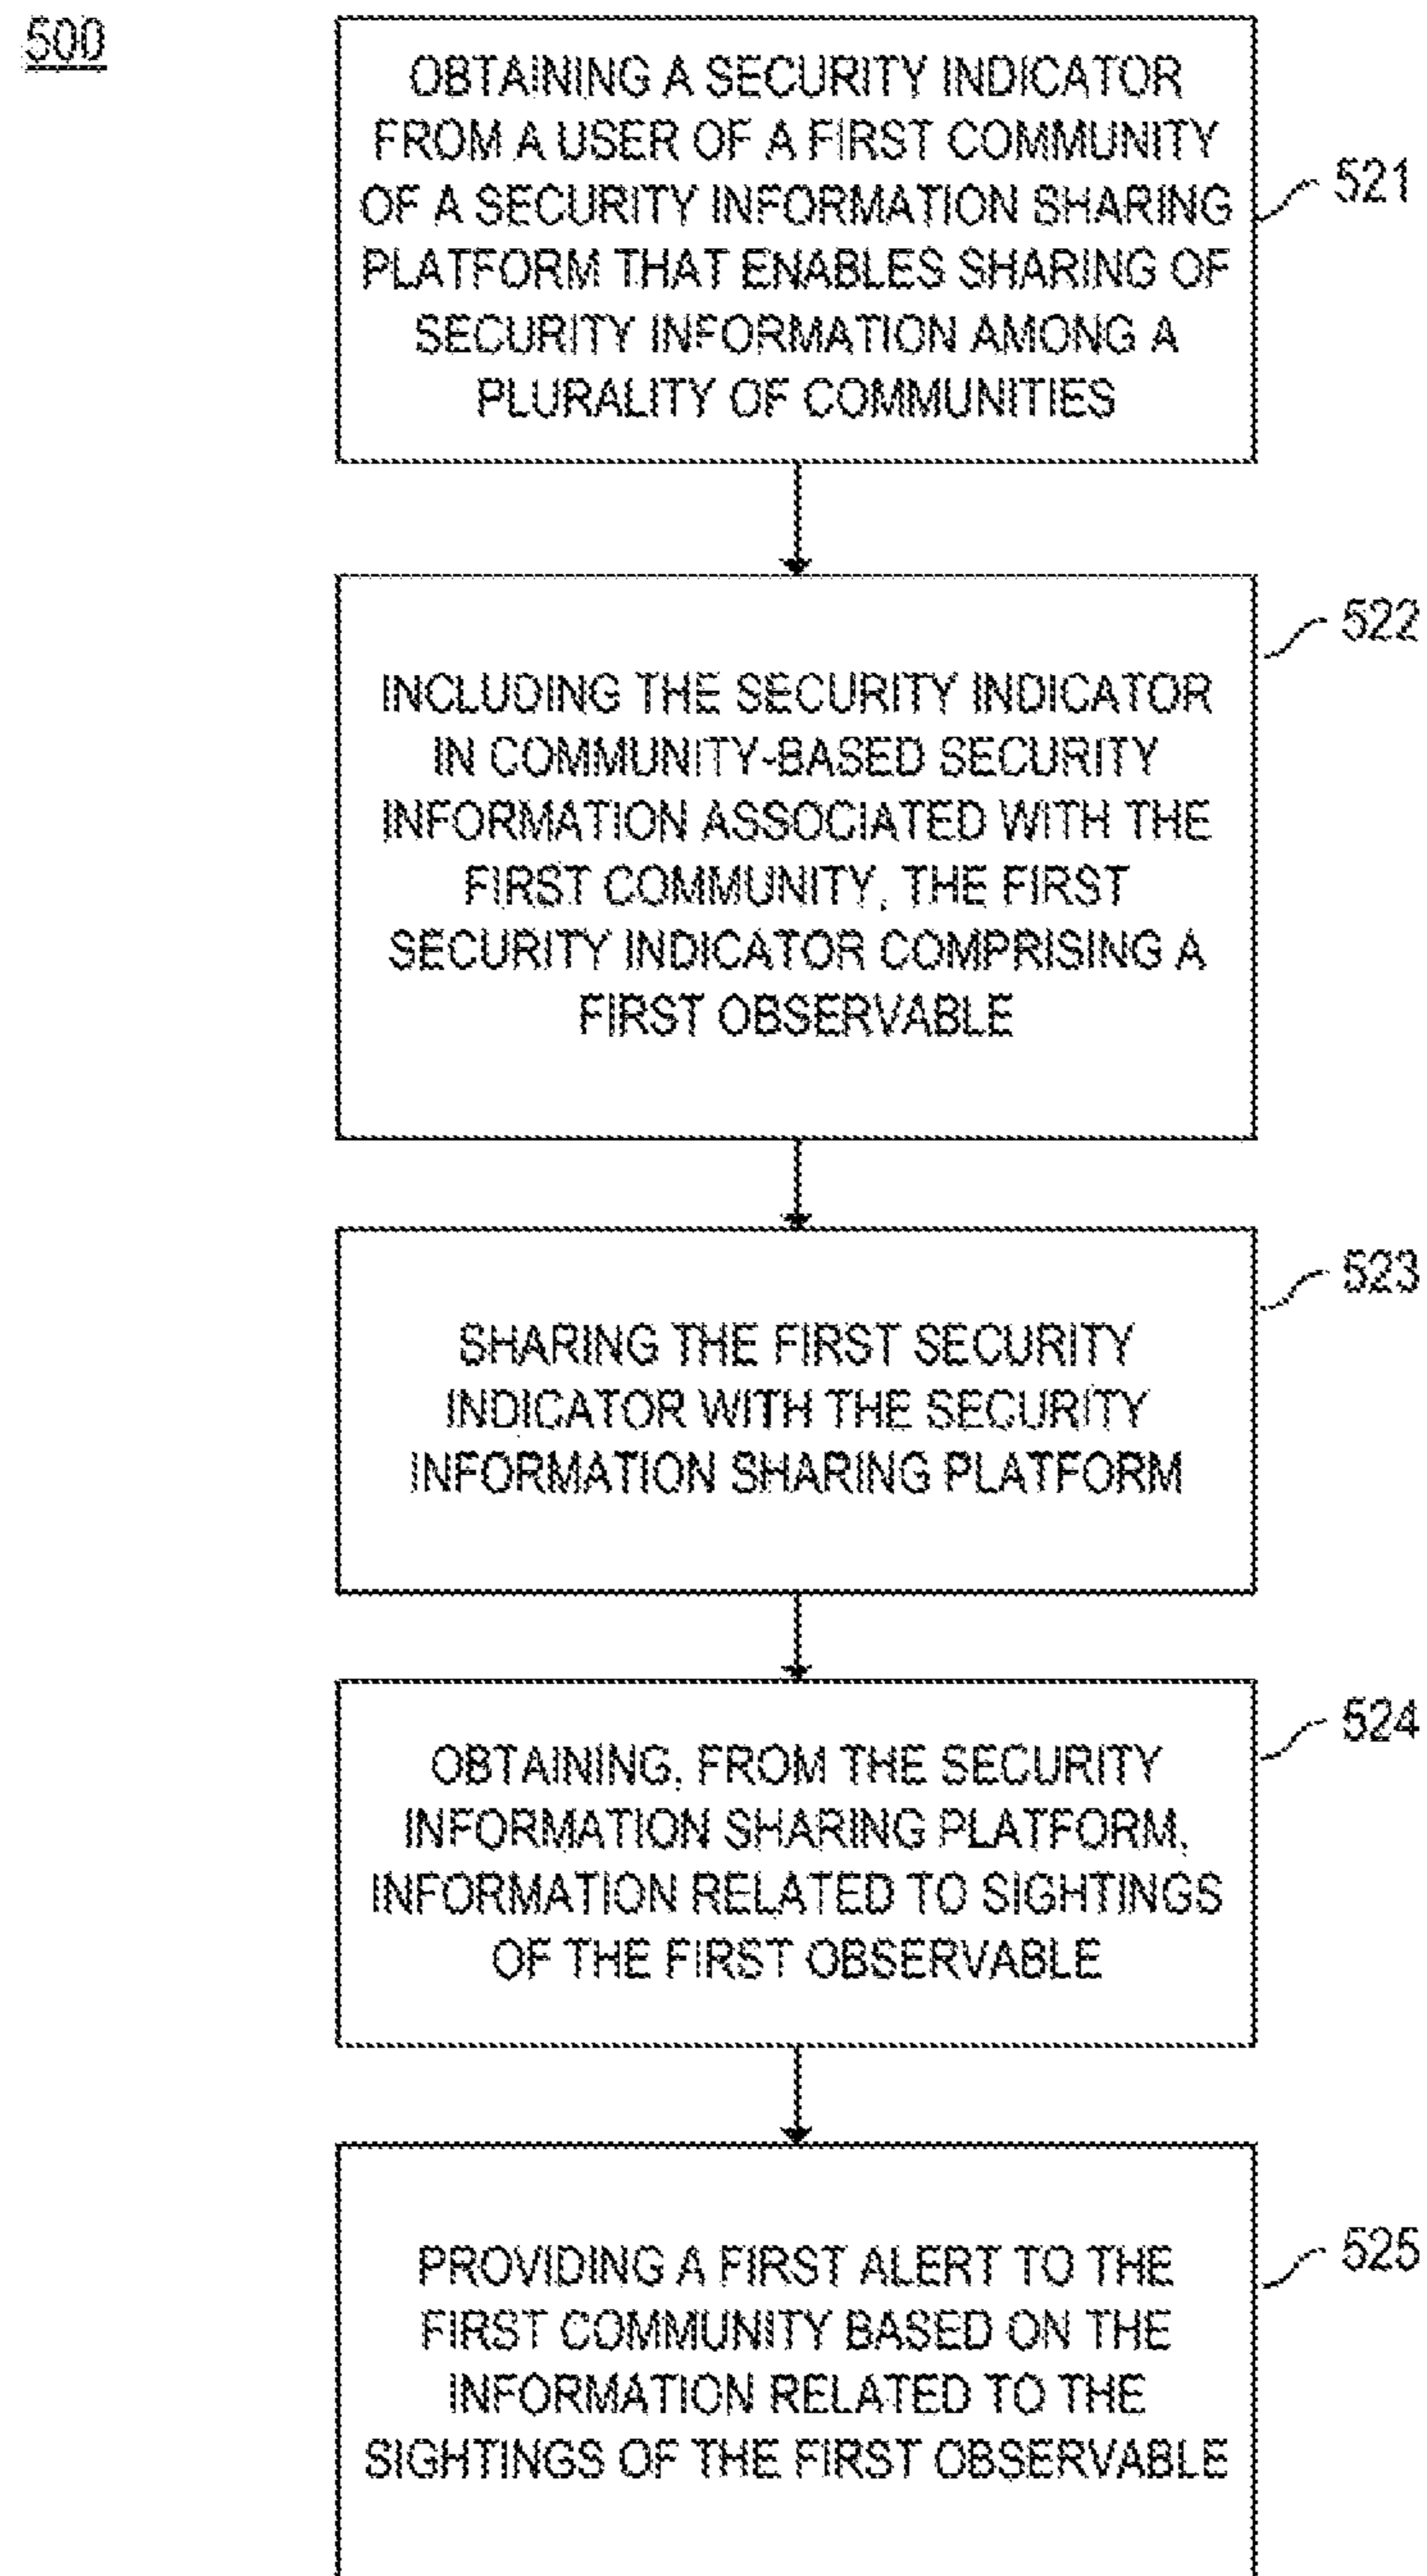 500
OBTAINING A SECURITY INDICATOR
FROM A USER OF A FIRST COMMUNITY
OF A SECURITY INFORMATION SHARING
PLATFORM THAT ENABLES SHARING OF
SECURITY INFORMATION AMONG A
PLURALITY OF COMMUNITIES
521
INCLUDING THE SECURITY INDICATOR
IN COMMUNITY-BASED SECURITY
INFORMATION ASSOCIATED WITH THE
FIRST COMMUNITY, THE FIRST
SECURITY INDICATOR COMPRISING A
FIRST OBSERVABLE
522
SHARING THE FIRST SECURITY
INDICATOR WITH THE SECURITY
INFORMATION SHARING PLATFORM
523
OBTAINING, FROM THE SECURITY
INFORMATION SHARING PLATFORM,
INFORMATION RELATED TO SIGHTINGS
OF THE FIRST OBSERVABLE
524
PROVIDING A FIRST ALERT TO THE
FIRST COMMUNITY BASED ON THE
INFORMATION RELATED TO THE
SIGHTINGS OF THE FIRST OBSERVABLE
525